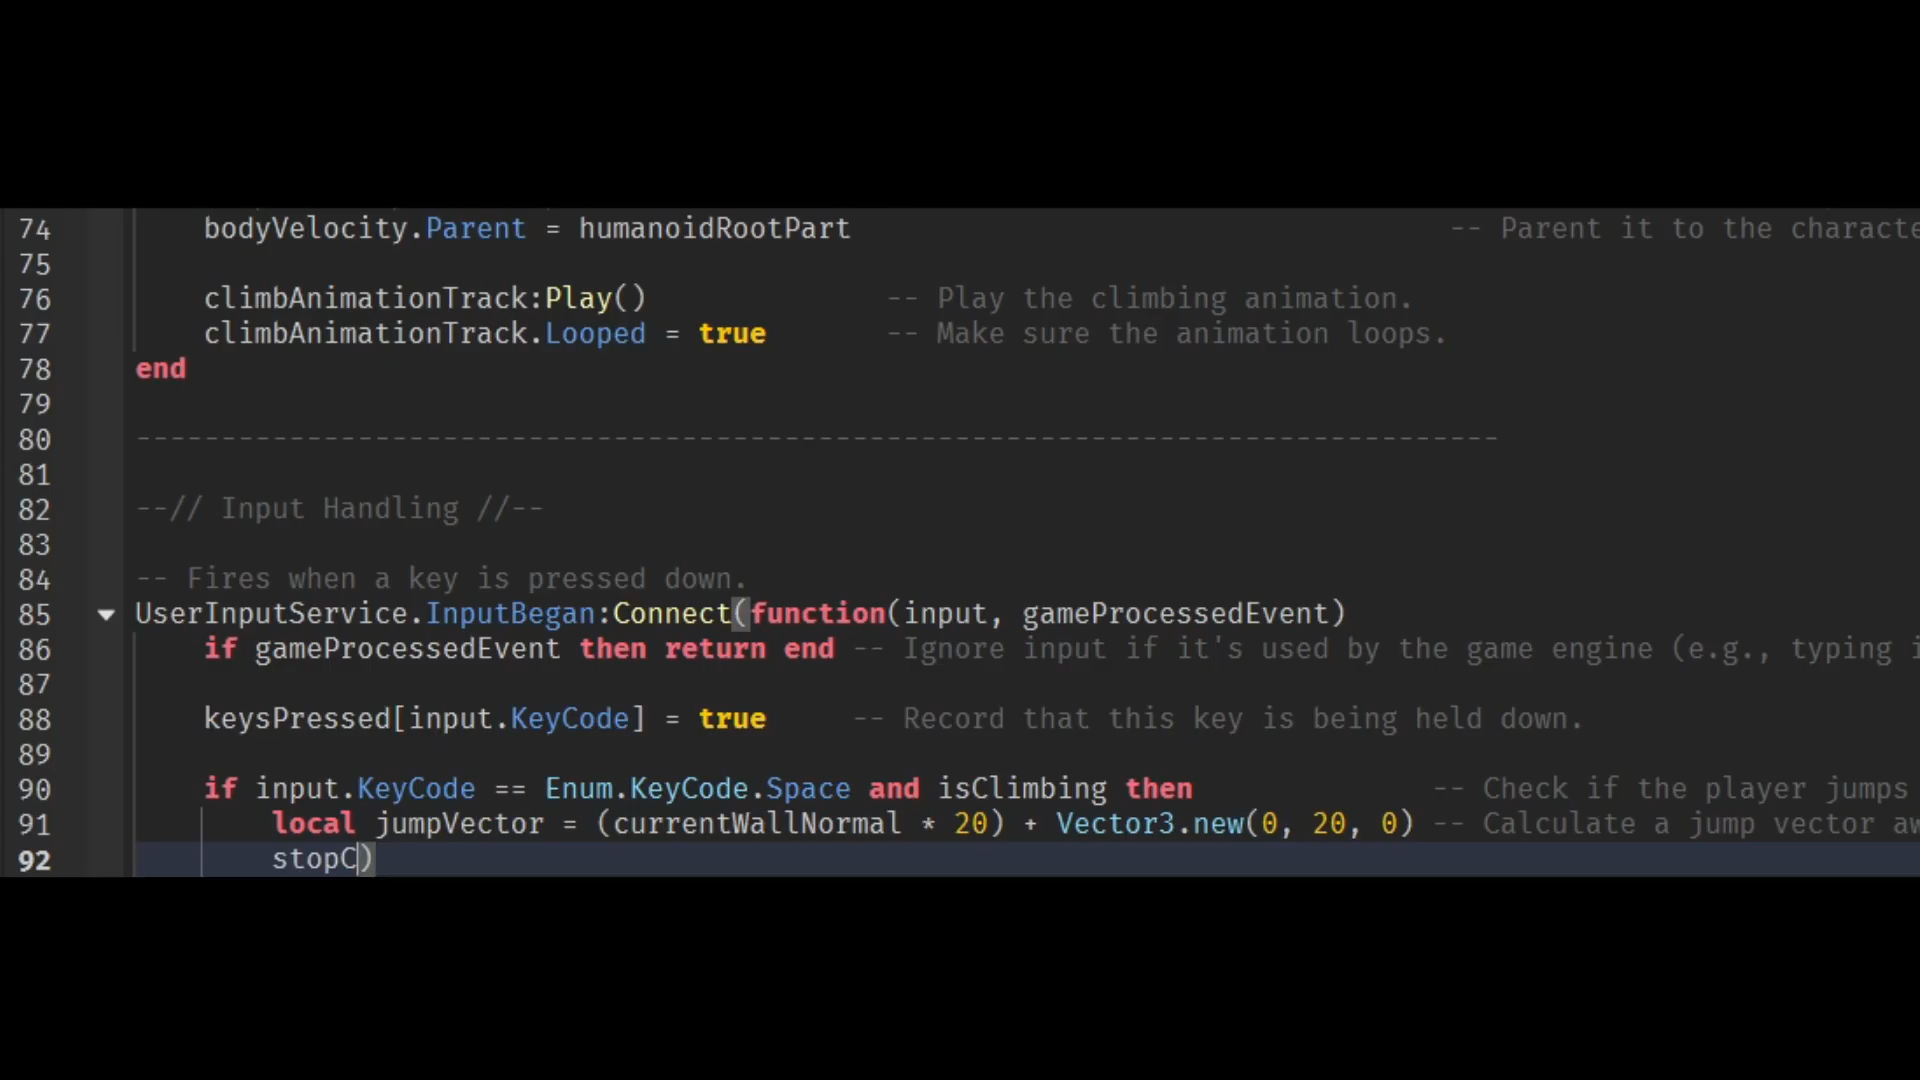 74 bodyVelocity.Parent = humanoidRootPart -- Parent it to the characte
75
76 climbAnimationTrack:Play() -- Play the climbing animation.
77 climbAnimationTrack.Looped = true -- Make sure the animation loops.
78 end
79
80 --------------------------------------------------------------------------------
81
82 --// Input Handling //--
83
84 -- Fires when a key is pressed down.
85 UserInputService.InputBegan:Connect(function(input, gameProcessedEvent)
86 if gameProcessedEvent then return end -- Ignore input if it's used by the game engine (e.g., typing i
87
88 keysPressed[input.KeyCode] = true -- Record that this key is being held down.
89
90 if input.KeyCode == Enum.KeyCode.Space and isClimbing then -- Check if the player jumps
91 local jumpVector = (currentWallNormal * 20) + Vector3.new(0, 20, 0) -- Calculate a jump vector aw
92 stopC)